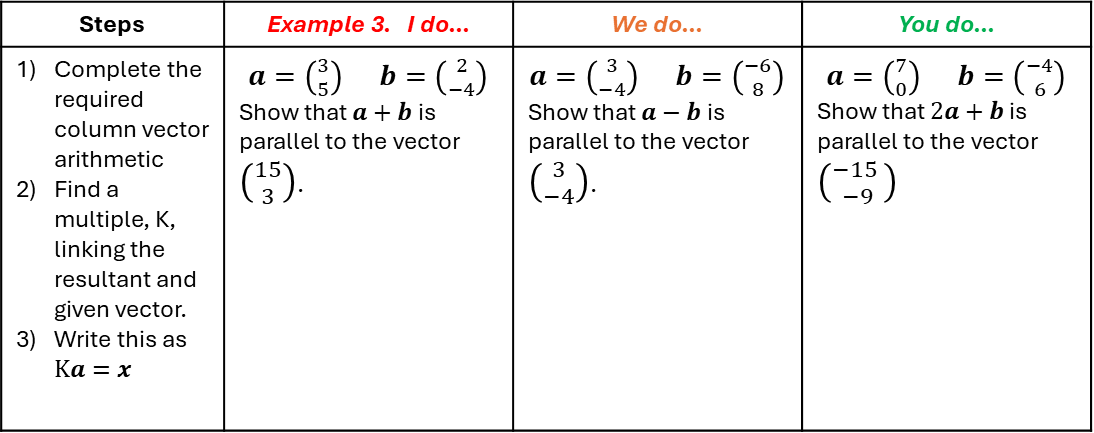 Steps
Example 3.   I do...
We do...
You do...
1) Complete the
required
column vector
arithmetic
2) Find a
multiple, K,
linking the
resultant and
given vector.
3) Write this as
K𝒂 = 𝒙
𝒂 = (3 5)   𝒃 = (2 −4)
Show that 𝒂 + 𝒃 is
parallel to the vector
(15 3).
𝒂 = (3 −4)   𝒃 = (−6 8)
Show that 𝒂 − 𝒃 is
parallel to the vector
(3 −4).
𝒂 = (7 0)   𝒃 = (−4 6)
Show that 2𝒂 + 𝒃 is
parallel to the vector
(−15 −9)